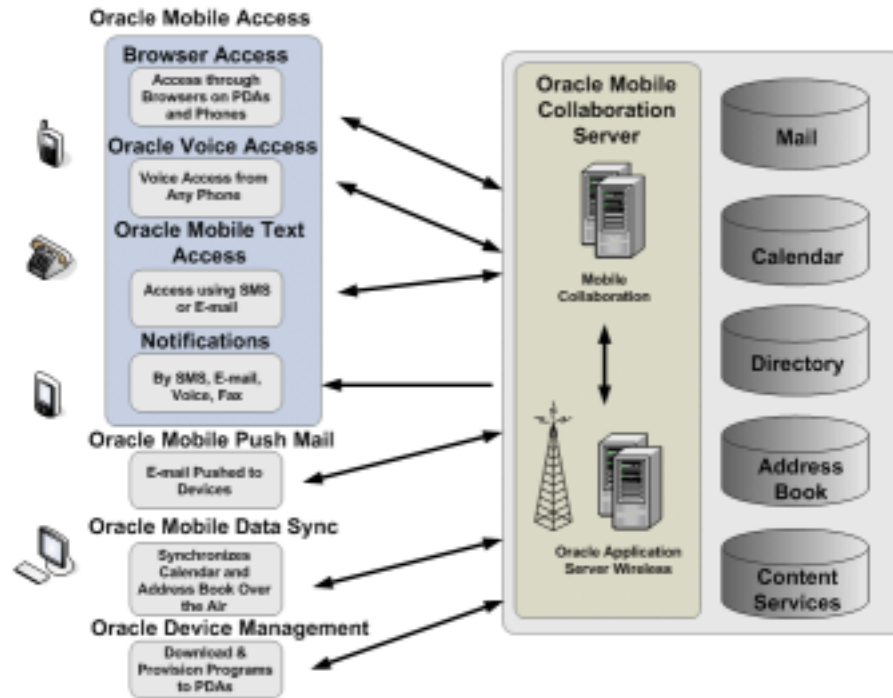 Oracle Mobile Access
Browser Access
Access through
Browsers on PDAs
and Phones
Oracle Voice Access
Voice Access from
Any Phone
Oracle Mobile Text
Access
Access using SMS
or E-mail
Notifications
By SMS, E-mail,
Voice, Fax
Oracle Mobile Push Mail
E-mail Pushed to
Devices
Oracle Mobile Data Sync
Synchronizes
Calendar and
Address Book Over
the Air
Oracle Device Management
Download &
Provision Programs
to PDAs
Oracle Mobile
Collaboration
Server
Mobile
Collaboration
Oracle Application
Server Wireless
Mail
Calendar
Directory
Address
Book
Content
Services